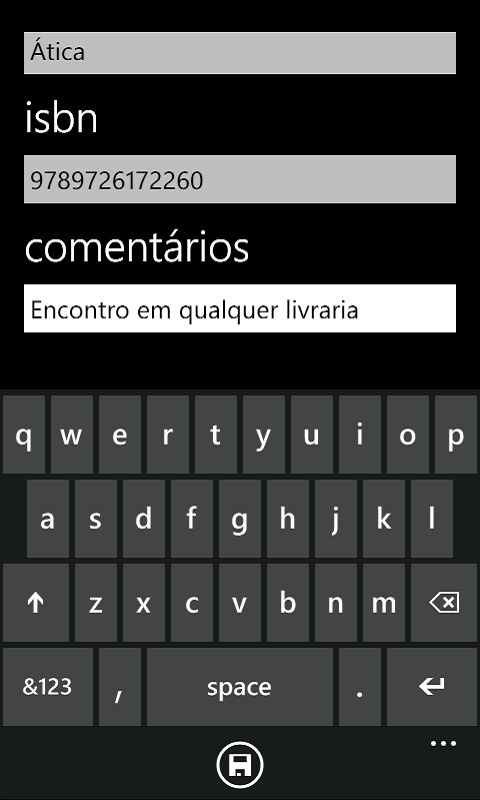 Ática
isbn
9789726172260
comentários
Encontro em qualquer livraria
q w e r t y u i o p
a s d f g h j k l
z x c v b n m
&123 , space .